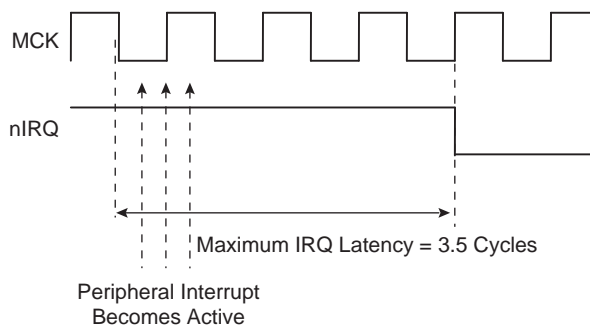 MCK
nIRQ
Maximum IRQ Latency = 3.5 Cycles
Peripheral Interrupt
Becomes Active